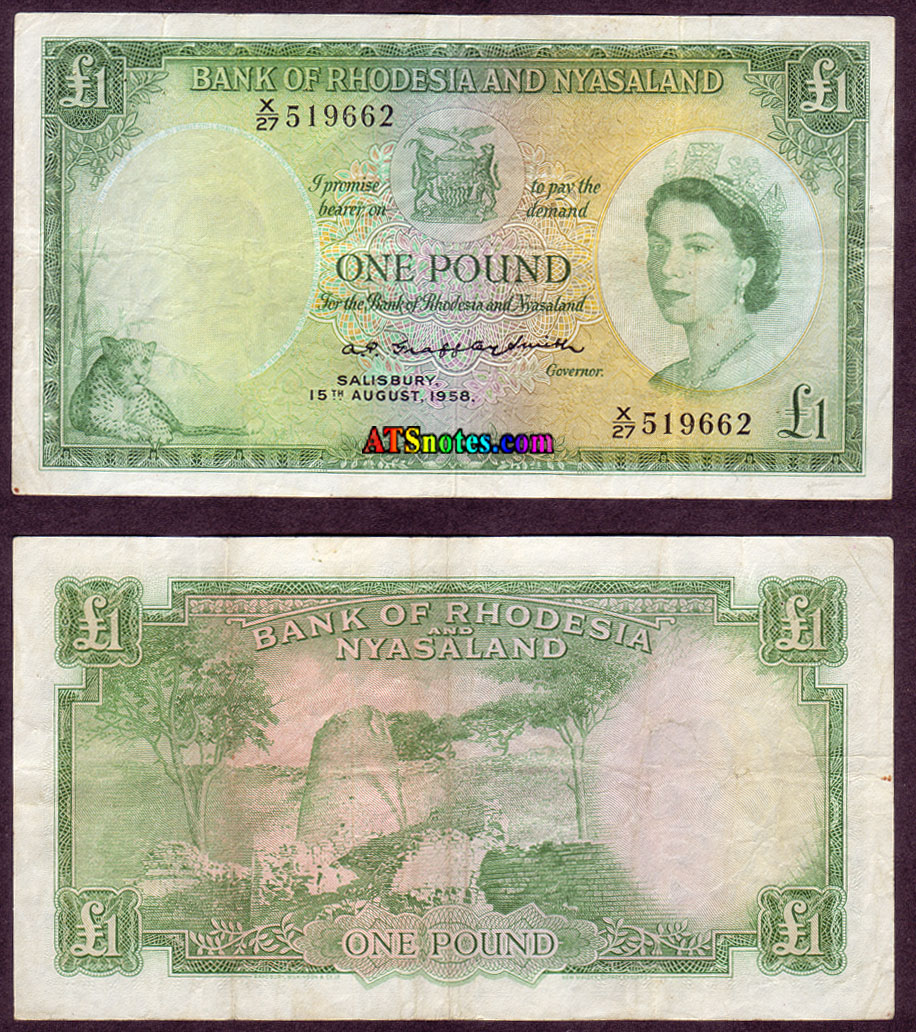 £1
BANK OF RHODESIA AND NYASALAND
£1
X/27 519662
I promise to pay the
bearer on demand
ONE POUND
For the Bank of Rhodesia and Nyasaland
Governor.
SALISBURY,
15TH AUGUST, 1958.
X/27 519662 £1
ATSnotes.com
£1
BANK OF RHODESIA
AND
NYASALAND
£1
£1
ONE POUND
£1